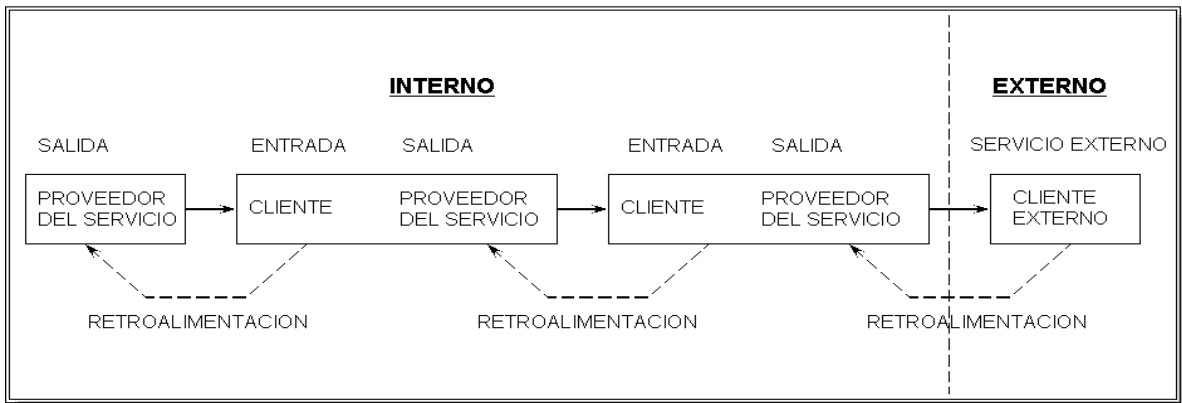 INTERNO
EXTERNO
SALIDA
ENTRADA
SALIDA
ENTRADA
SALIDA
SERVICIO EXTERNO
PROVEEDOR
DEL SERVICIO
CLIENTE
PROVEEDOR
DEL SERVICIO
CLIENTE
PROVEEDOR
DEL SERVICIO
CLIENTE
EXTERNO
RETROALIMENTACION
RETROALIMENTACION
RETROALIMENTACION